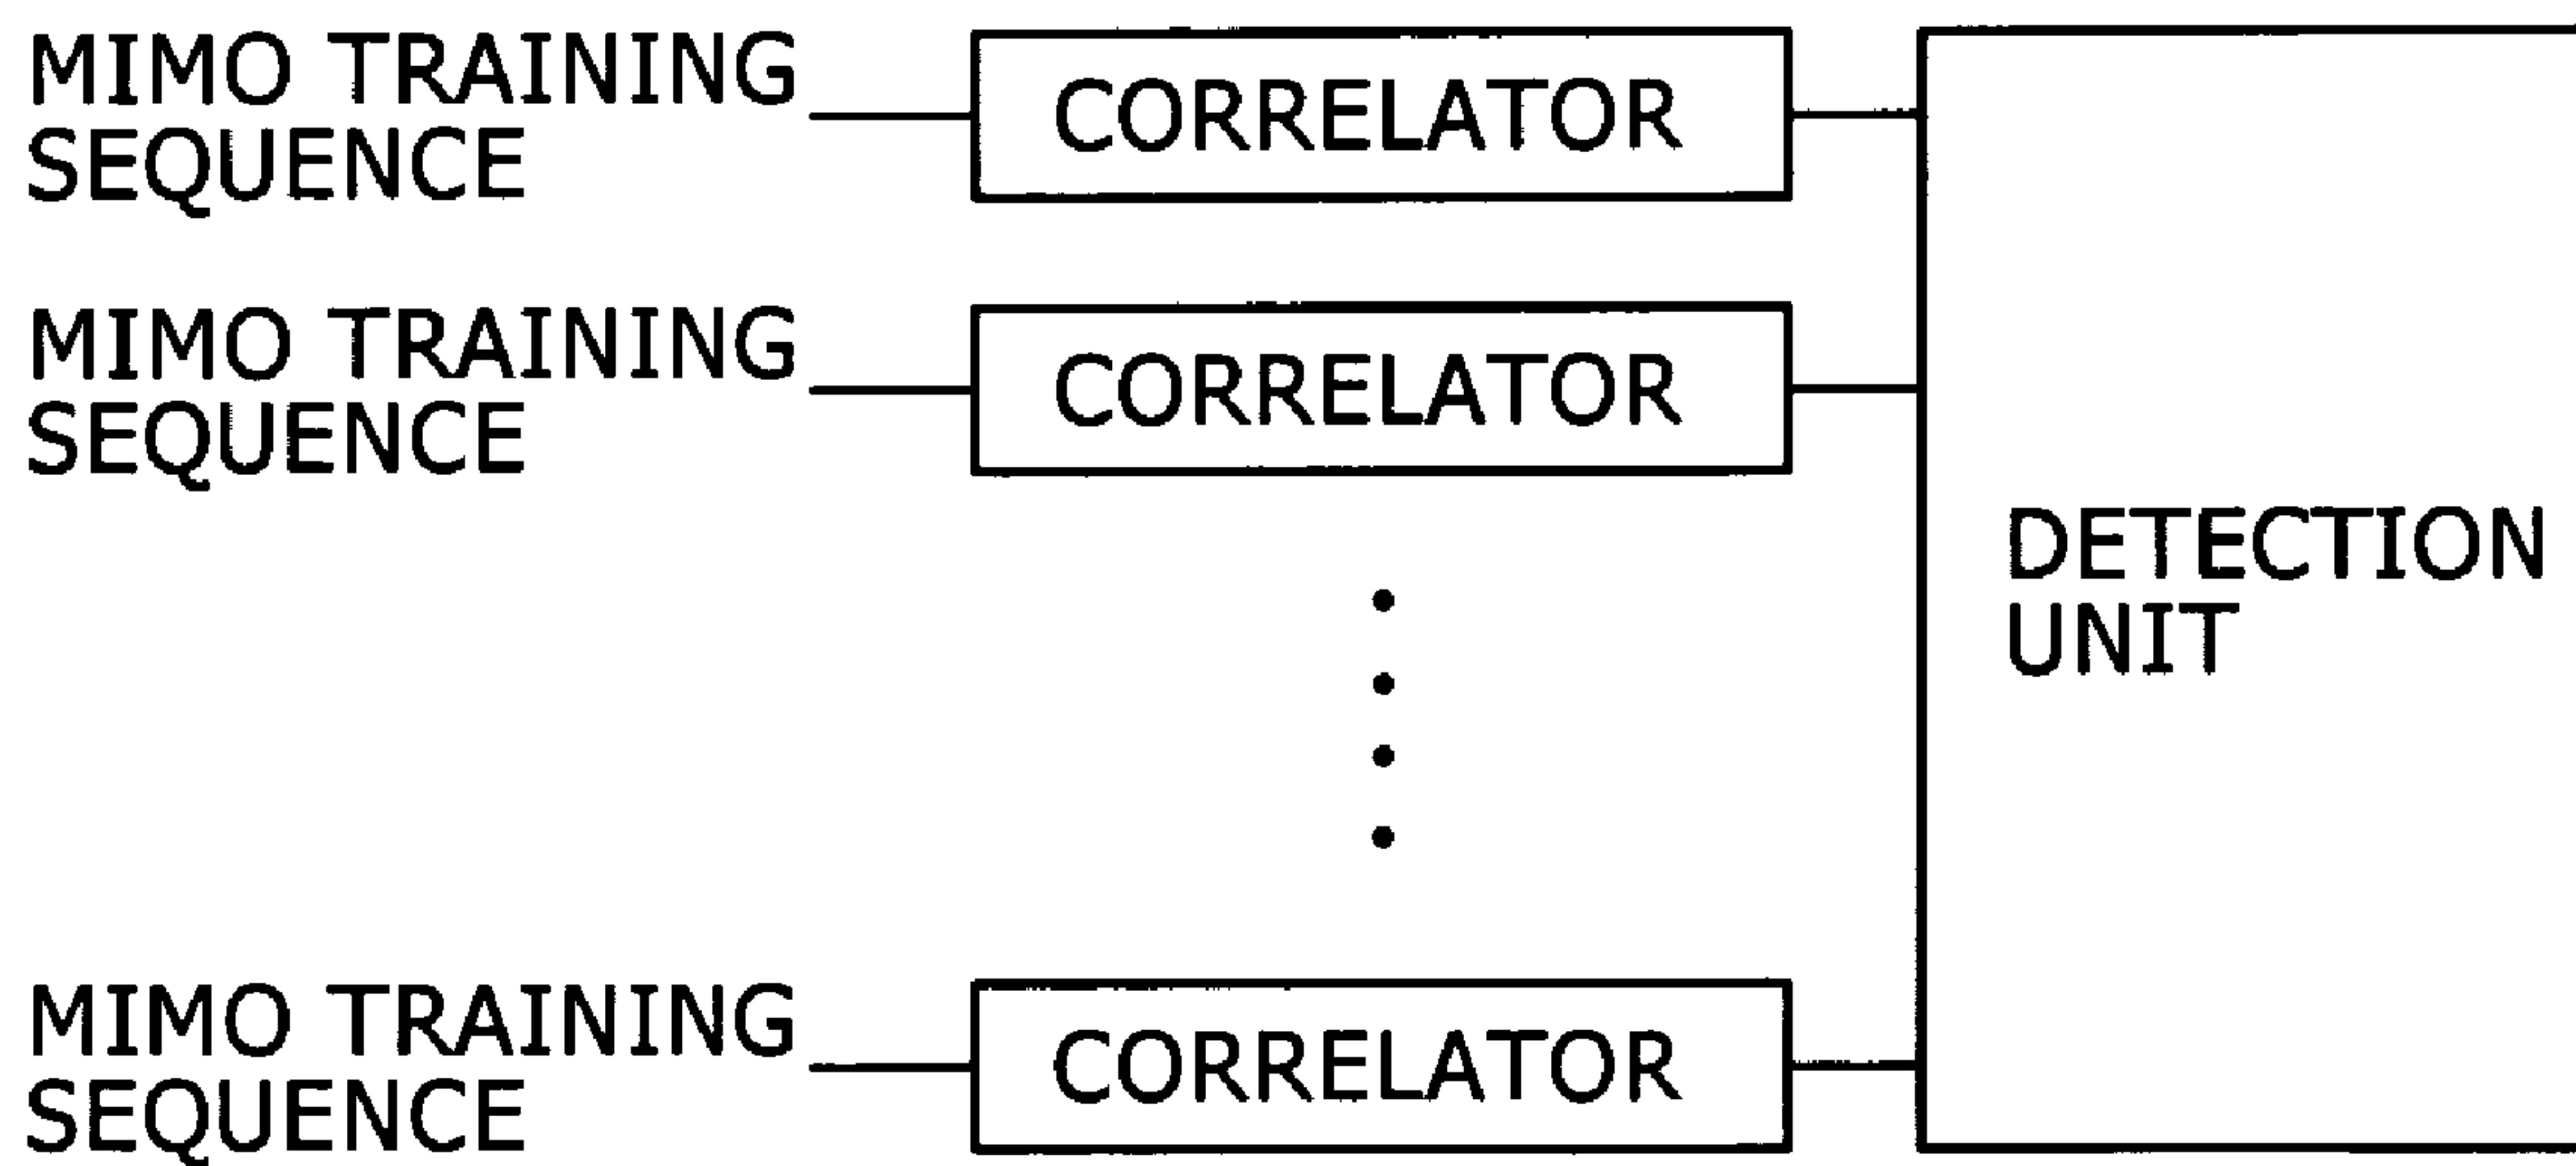 MIMO TRAINING
SEQUENCE
CORRELATOR
MIMO TRAINING
SEQUENCE
CORRELATOR
DETECTION
UNIT
MIMO TRAINING
SEQUENCE
CORRELATOR